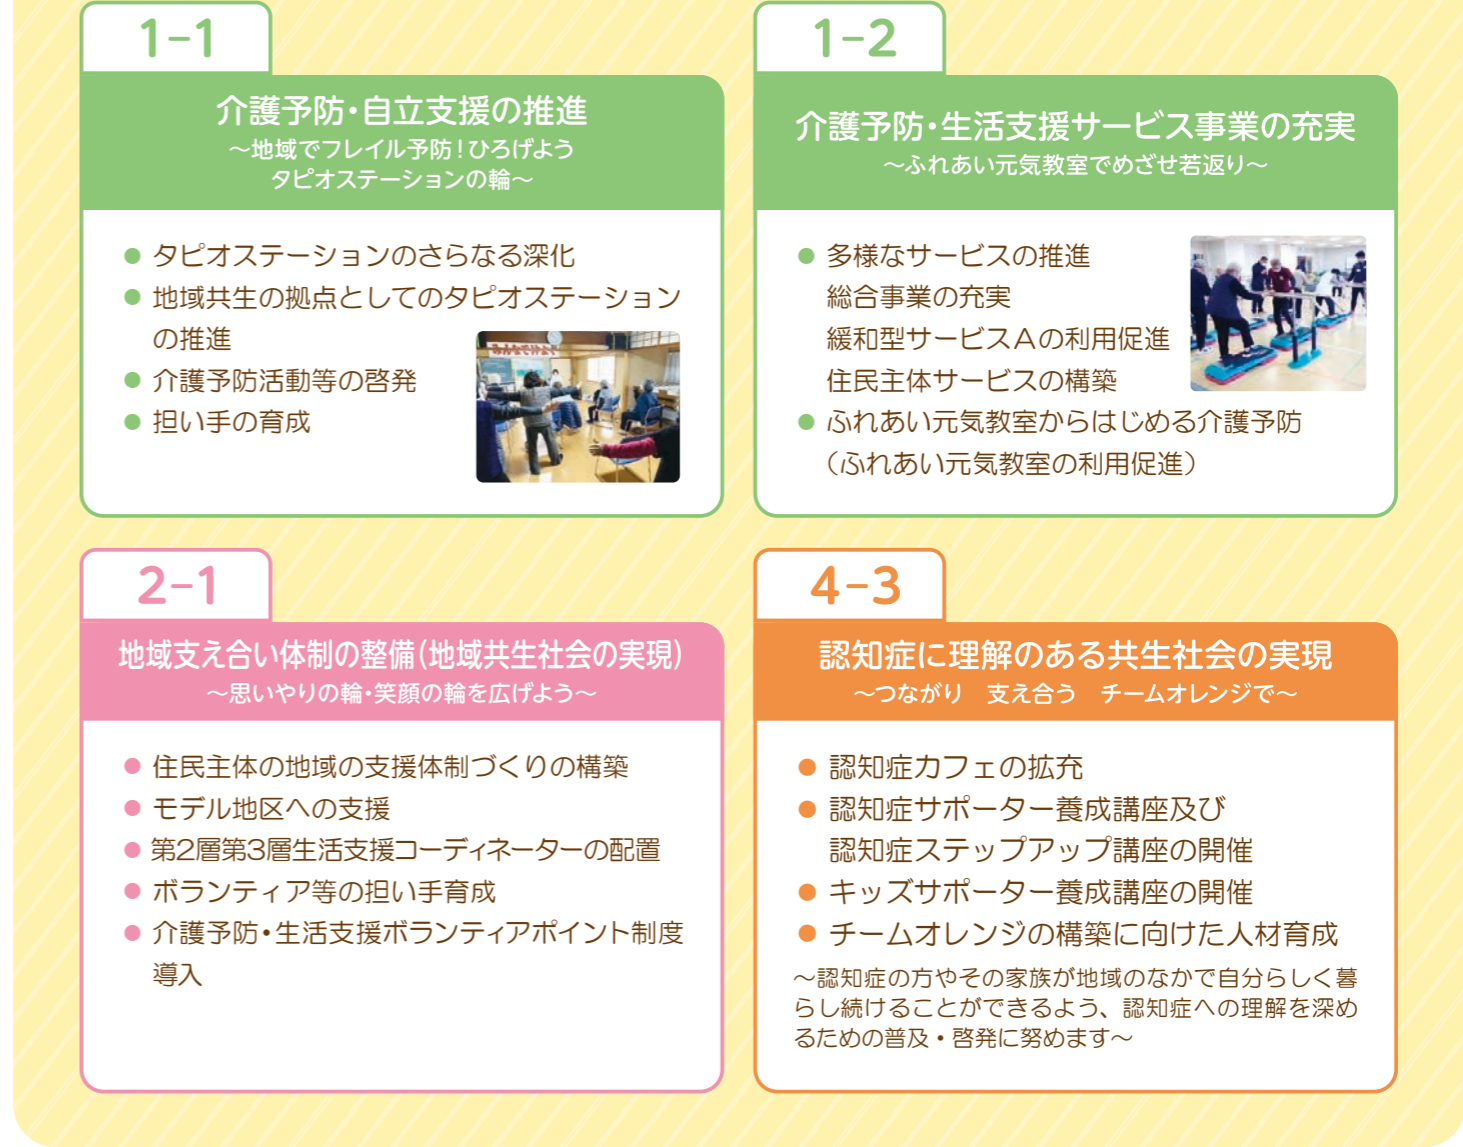 1-1
介護予防・自立支援の推進
～地域でフレイル予防!ひろげよう
タピオステーションの輪～
● タピオステーションのさらなる深化
● 地域共生の拠点としてのタピオステーション
の推進
● 介護予防活動等の啓発
● 担い手の育成
1-2
介護予防・生活支援サービス事業の充実
～ふれあい元気教室でめざせ若返り～
● 多様なサービスの推進
総合事業の充実
緩和型サービスAの利用促進
住民主体サービスの構築
● ふれあい元気教室からはじめる介護予防
（ふれあい元気教室の利用促進）
2-1
地域支え合い体制の整備(地域共生社会の実現)
～思いやりの輪・笑顔の輪を広げよう～
● 住民主体の地域の支援体制づくりの構築
● モデル地区への支援
● 第2層第3層生活支援コーディネーターの配置
● ボランティア等の担い手育成
● 介護予防・生活支援ボランティアポイント制度
導入
4-3
認知症に理解のある共生社会の実現
～つながり　支え合う　チームオレンジで～
● 認知症カフェの拡充
● 認知症サポーター養成講座及び
認知症ステップアップ講座の開催
● キッズサポーター養成講座の開催
● チームオレンジの構築に向けた人材育成
～認知症の方やその家族が地域のなかで自分らしく暮
らし続けることができるよう、認知症への理解を深め
るための普及・啓発に努めます～